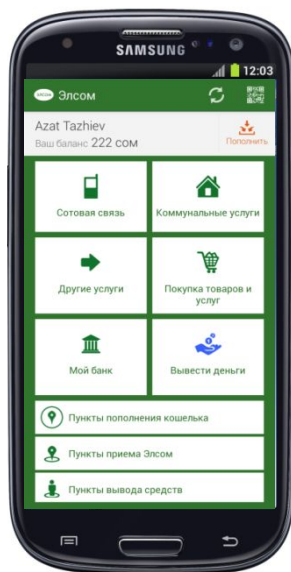 SAMSUNG
12:03
элсом Элсом
Azat Tazhiev
Ваш баланс 222 сом
Пополнить
Сотовая связь
Коммунальные услуги
Другие услуги
Покупка товаров и
услуг
Мой банк
Вывести деньги
Пункты пополнения кошелька
Пункты приема Элсом
Пункты вывода средств